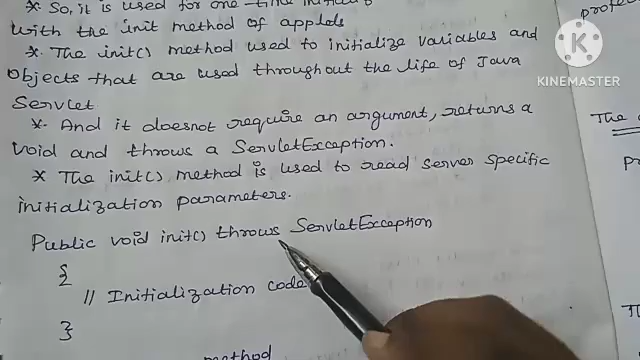 * So, it is used for one time
with the init method of applets
* The init() method used to initialize variables and
objects that are used throughout the life of Java
Servlet
* And it doesnot require an argument, returns a
void and throws a ServletException.
* The init() method is used to read server specific
initialization parameters.
Public void init() throws ServletException
{
// Initialization code
}
method
The
KINEMASTER